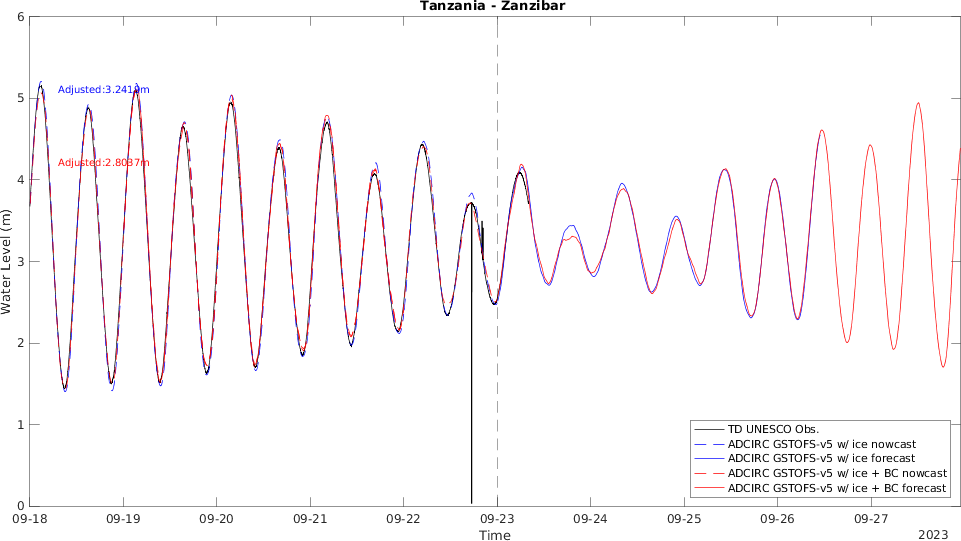 Tanzania - Zanzibar
6
5
4
3
2
1
0
Water Level (m)
Adjusted:3.2419m
Adjusted:2.8037m
TD UNESCO Obs.
ADCIRC GSTOFS-v5 w/ ice nowcast
ADCIRC GSTOFS-v5 w/ ice forecast
ADCIRC GSTOFS-v5 w/ ice + BC nowcast
ADCIRC GSTOFS-v5 w/ ice + BC forecast
09-18 09-19 09-20 09-21 09-22 09-23 09-24 09-25 09-26 09-27
Time
2023